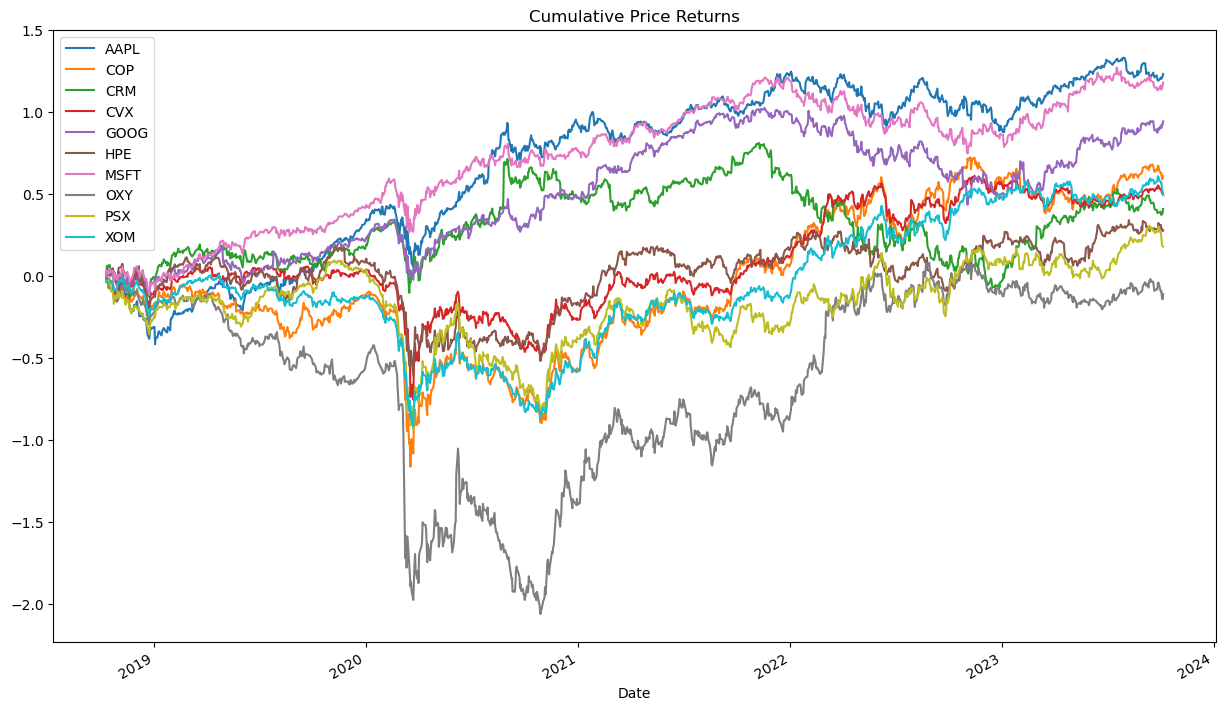 Cumulative Price Returns
1.5
1.0
0.5
0.0
−0.5
−1.0
−1.5
−2.0
AAPL
COP
CRM
CVX
GOOG
HPE
MSFT
OXY
PSX
XOM
2019
2020
2021
2022
2023
2024
Date